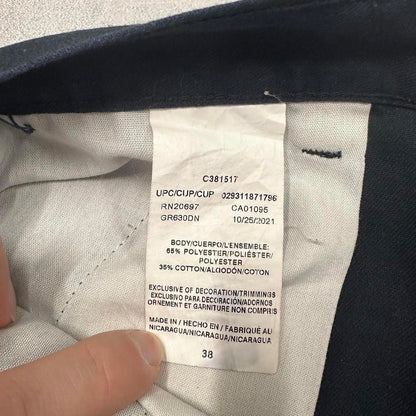 C381517
UPC/CIJP/CUP 029311871796
RN20697 CA01095
GR630DN 10/25/2021
BODY/CUERPO/L'ENSEMBLE:
65% POLYESTER/POLIÉSTER/
POLYESTER
35% COTTON/ALGODÓN/COTON
EXCLUSIVE OF DECORATION/TRIMMINGS
EXCLUSIVO PARA DECORACIÓN/ADORNOS
ORNEMENT ET GARNITURE NON COMPRIS
MADE IN / HECHO EN / FABRIQUÉ AU
NICARAGUA/NICARAGUA/NICARAGUA
38